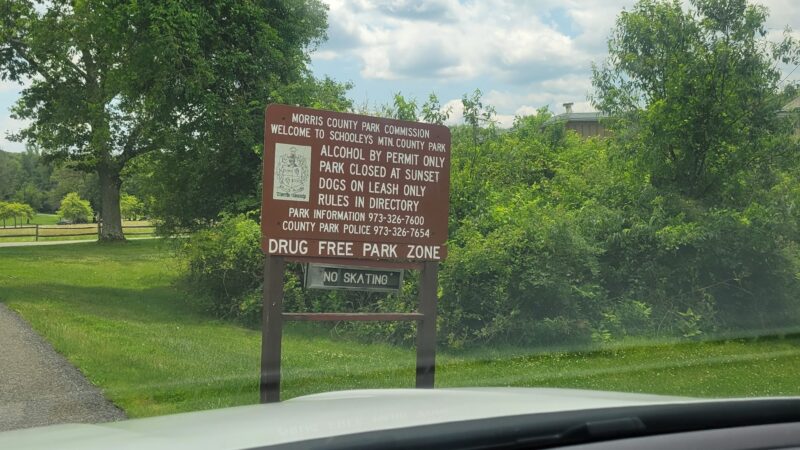 MORRIS COUNTY PARK COMMISSION
WELCOME TO SCHOOLEYS MTN COUNTY PARK
ALCOHOL BY PERMIT ONLY
PARK CLOSED AT SUNSET
DOGS ON LEASH ONLY
RULES IN DIRECTORY
PARK INFORMATION 973-326-7600
COUNTY PARK POLICE 973-326-7654
DRUG FREE PARK ZONE
NO SKATING